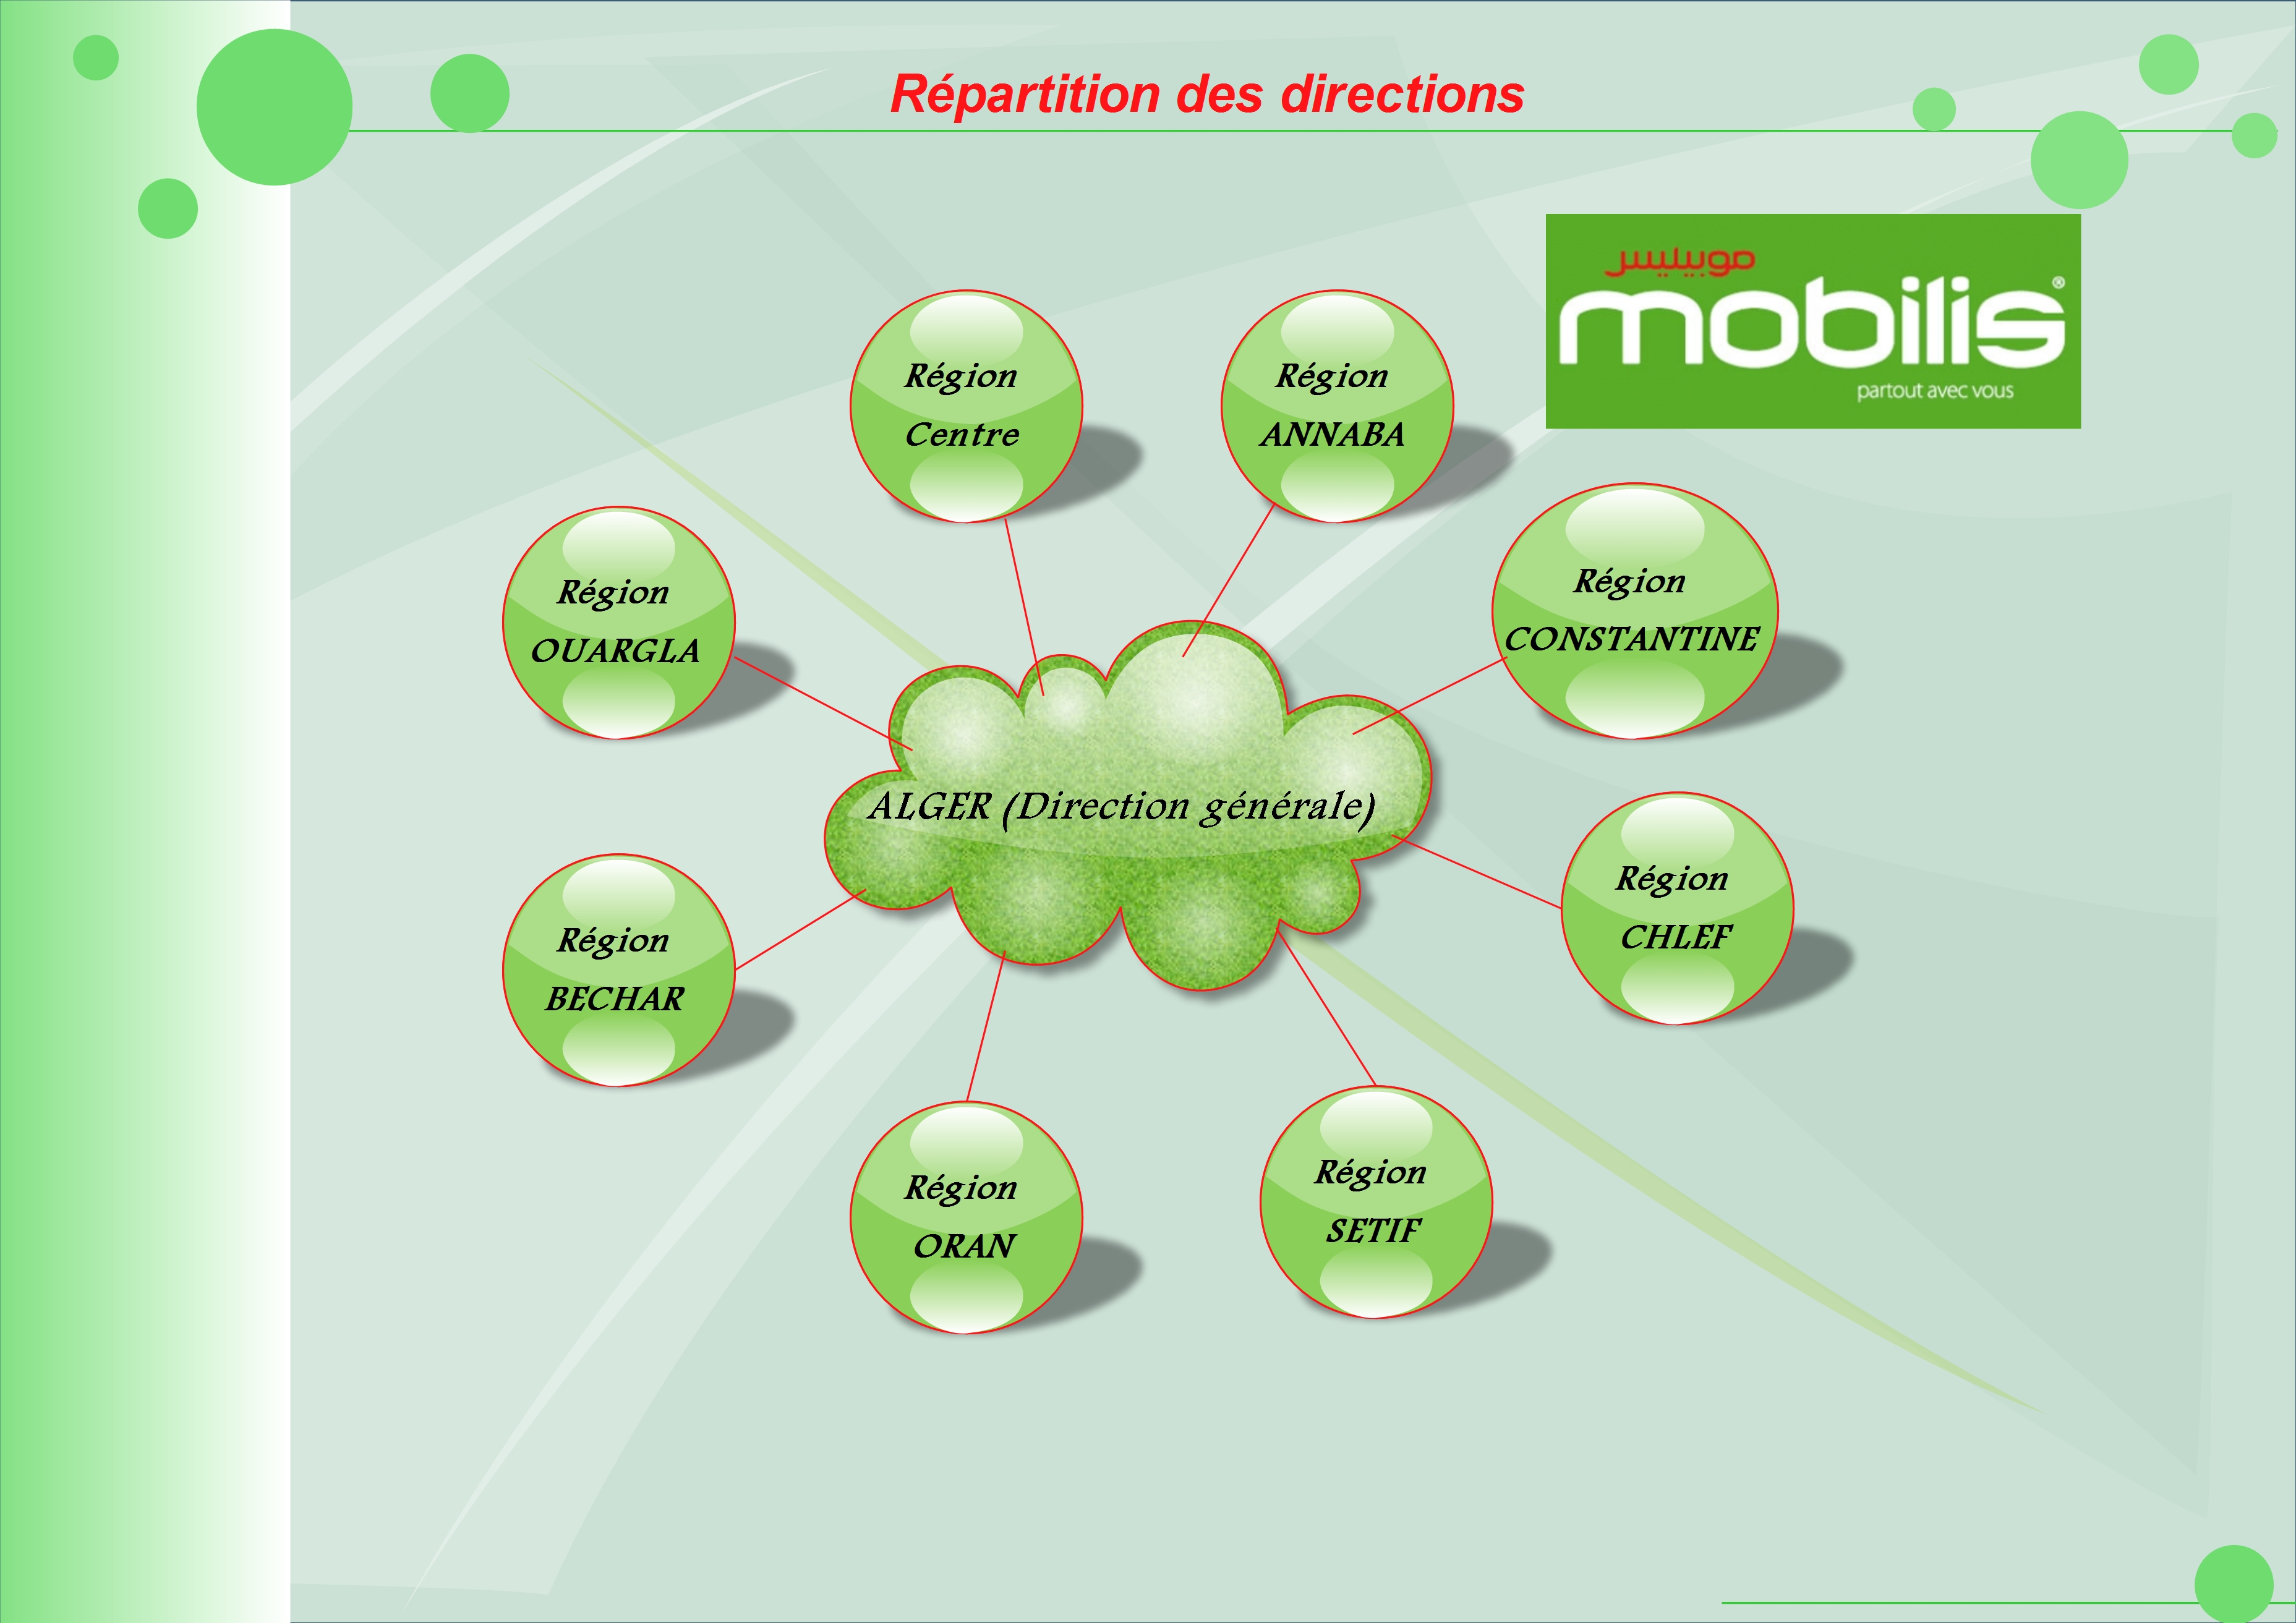 Répartition des directions
موبيليس
mobilis®
partout avec vous
Région
Centre
Région
ANNABA
Région
OUARGLA
Région
CONSTANTINE
ALGER (Direction générale)
Région
BECHAR
Région
CHLEF
Région
ORAN
Région
SETIF